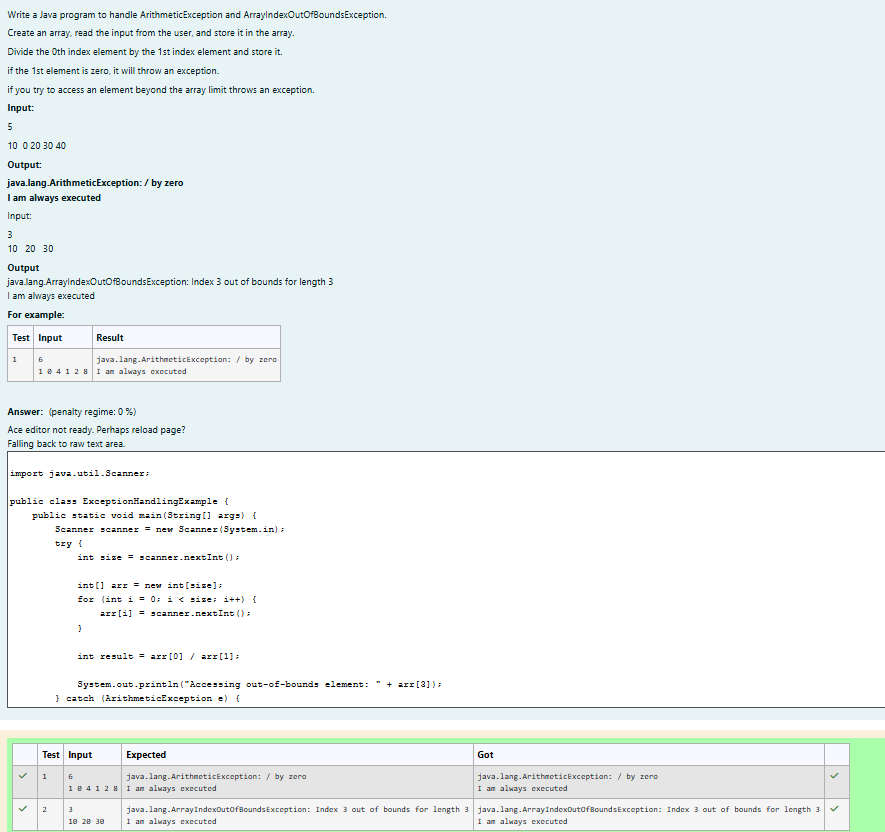 Write a Java program to handle ArithmeticException and ArrayIndexOutOfBoundsException.
Create an array, read the input from the user, and store it in the array.
Divide the 0th index element by the 1st index element and store it.
if the 1st element is zero, it will throw an exception.
if you try to access an element beyond the array limit throws an exception.
Input:
5
10 0 20 30 40
Output:
java.lang.ArithmeticException: / by zero
I am always executed
Input:
3
10 20 30
Output
java.lang.ArrayIndexOutOfBoundsException: Index 3 out of bounds for length 3
I am always executed
For example:
Test Input Result
1 6 java.lang.ArithmeticException: / by zero
1 0 4 1 2 8 I am always executed
Answer: (penalty regime: 0 %)
Ace editor not ready. Perhaps reload page?
Falling back to raw text area.
import java.util.Scanner;
public class ExceptionHandlingExample {
public static void main(String[] args) {
Scanner scanner = new Scanner(System.in);
try {
int size = scanner.nextInt();
int[] arr = new int[size];
for (int i = 0; i < size; i++) {
arr[i] = scanner.nextInt();
}
int result = arr[0] / arr[1];
System.out.println("Accessing out-of-bounds element: " + arr[3]);
} catch (ArithmeticException e) {
Test Input Expected Got
1 6 java.lang.ArithmeticException: / by zero java.lang.ArithmeticException: / by zero
1 0 4 1 2 8 I am always executed I am always executed
2 3 java.lang.ArrayIndexOutOfBoundsException: Index 3 out of bounds for length 3 java.lang.ArrayIndexOutOfBoundsException: Index 3 out of bounds for length 3
10 20 30 I am always executed I am always executed